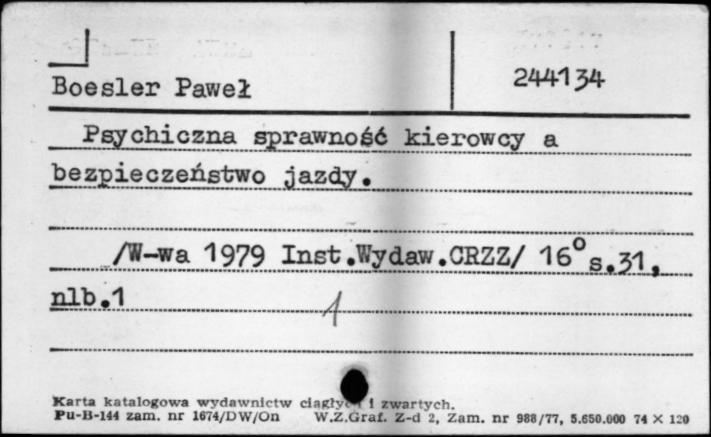 Boesler Paweł 244134
Psychiczna sprawność kierowcy a
bezpieczeństwo jazdy.
/W-wa 1979 Inst.Wydaw.CRZZ/ 16° s.31,
nlb.1
1
Karta katalogowa wydawnictw ciągłych i zwartych.
Pu-B-144 zam. nr 1674/DW/On W.Z.Graf. Z-d 2, Zam. nr 988/77, 5.650.000 74 × 120